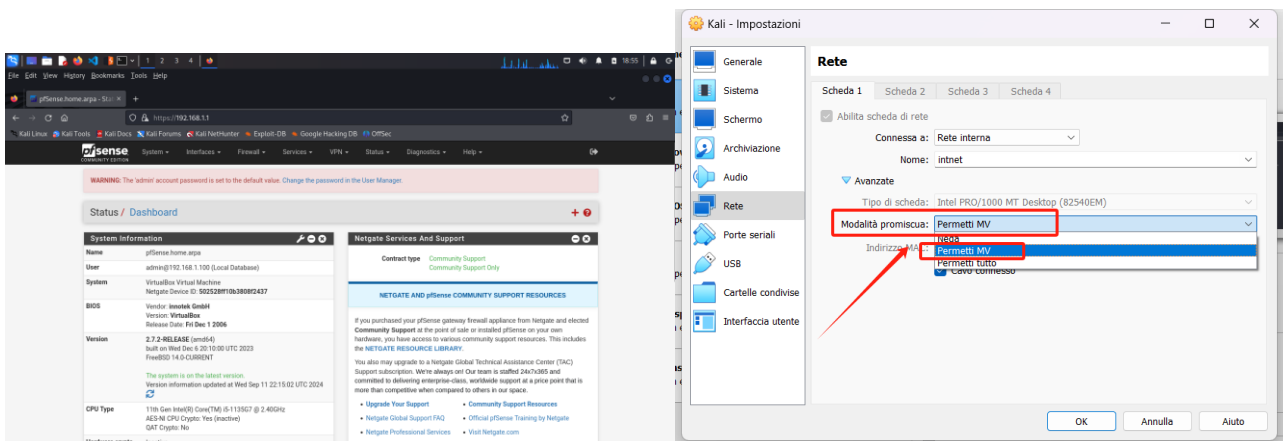 1 2 3 4
18:55
File Edit View History Bookmarks Tools Help
pfSense.home.arpa - Stat
https://192.168.1.1
Kali Linux Kali Tools Kali Docs Kali Forums Kali NetHunter Exploit-DB Google Hacking DB OffSec
pfsense System Interfaces Firewall Services VPN Status Diagnostics Help
COMMUNITY EDITION
WARNING: The 'admin' account password is set to the default value. Change the password in the User Manager.
Status / Dashboard
System Information
Name pfSense.home.arpa
User admin@192.168.1.100 (Local Database)
System VirtualBox Virtual Machine
Netgate Device ID: 502528ff10b3808f2437
BIOS Vendor: innotek GmbH
Version: VirtualBox
Release Date: Fri Dec 1 2006
Version 2.7.2-RELEASE (amd64)
built on Wed Dec 6 20:10:00 UTC 2023
FreeBSD 14.0-CURRENT
The system is on the latest version.
Version information updated at Wed Sep 11 22:15:02 UTC 2024
CPU Type 11th Gen Intel(R) Core(TM) i5-1135G7 @ 2.40GHz
AES-NI CPU Crypto: Yes (inactive)
QAT Crypto: No
Netgate Services And Support
Contract type Community Support
Community Support Only
NETGATE AND pfSense COMMUNITY SUPPORT RESOURCES
If you purchased your pfSense gateway firewall appliance from Netgate and elected
Community Support at the point of sale or installed pfSense on your own
hardware, you have access to various community support resources. This includes
the NETGATE RESOURCE LIBRARY.
You also may upgrade to a Netgate Global Technical Assistance Center (TAC)
Support subscription. We're always on! Our team is staffed 24x7x365 and
committed to delivering enterprise-class, worldwide support at a price point that is
more than competitive when compared to others in our space.
• Upgrade Your Support • Community Support Resources
• Netgate Global Support FAQ • Official pfSense Training by Netgate
• Netgate Professional Services • Visit Netgate.com
Kali - Impostazioni
Generale
Sistema
Schermo
Archiviazione
Audio
Rete
Porte seriali
USB
Cartelle condivise
Interfaccia utente
Rete
Scheda 1 Scheda 2 Scheda 3 Scheda 4
Abilita scheda di rete
Connessa a: Rete interna
Nome: intnet
Avanzate
Tipo di scheda: Intel PRO/1000 MT Desktop (82540EM)
Modalità promiscua: Permetti MV
Nega
Indirizzo MAC: Permetti MV
Permetti tutto
Cavo connesso
OK Annulla Aiuto